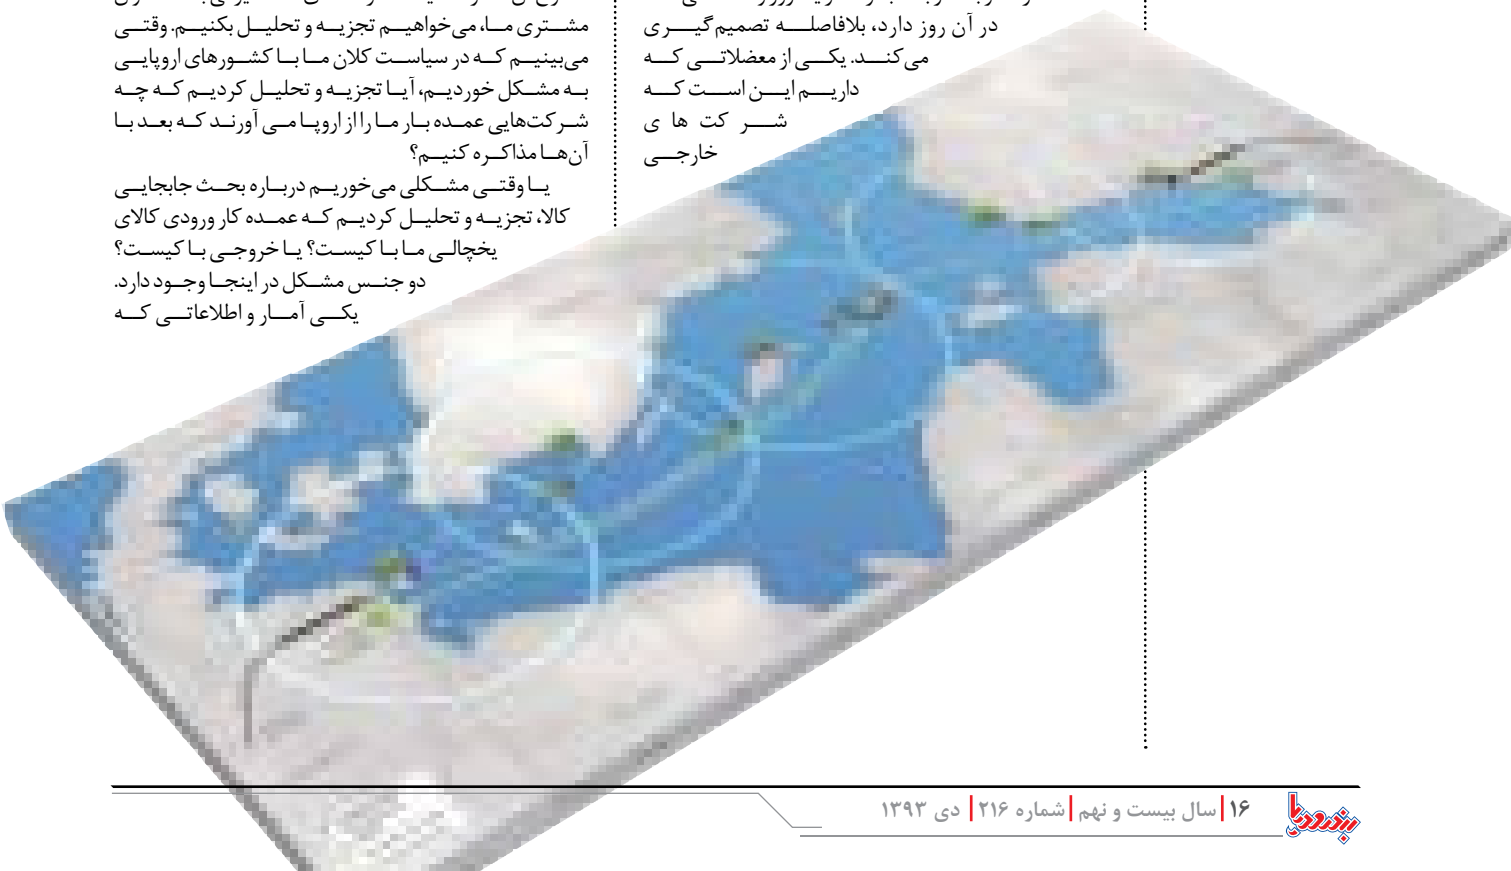 در آن روز دارد، بلافاصله تصمیم‌گیری
می‌کند. یکی از معضلاتی که
داریم این است که
شر کت ها ی
خارجی
مشتری ما، می‌خواهیم تجزیه و تحلیل بکنیم. وقتی
می‌بینیم که در سیاست کلان ما با کشورهای اروپایی
به مشکل خوردیم، آیا تجزیه و تحلیل کردیم که چه
شرکت‌هایی عمده بار ما را از اروپا می آورند که بعد با
آن‌ها مذاکره کنیم؟
یا وقتی مشکلی می‌خوریم درباره بحث جابجایی
کالا، تجزیه و تحلیل کردیم که عمده کار ورودی کالای
یخچالی ما با کیست؟ یا خروجی با کیست؟
دو جنس مشکل در اینجا وجود دارد.
یکی آمار و اطلاعاتی که
بندر و دریا
۱۶ | سال بیست و نهم | شماره ۲۱۶ | دی ۱۳۹۳